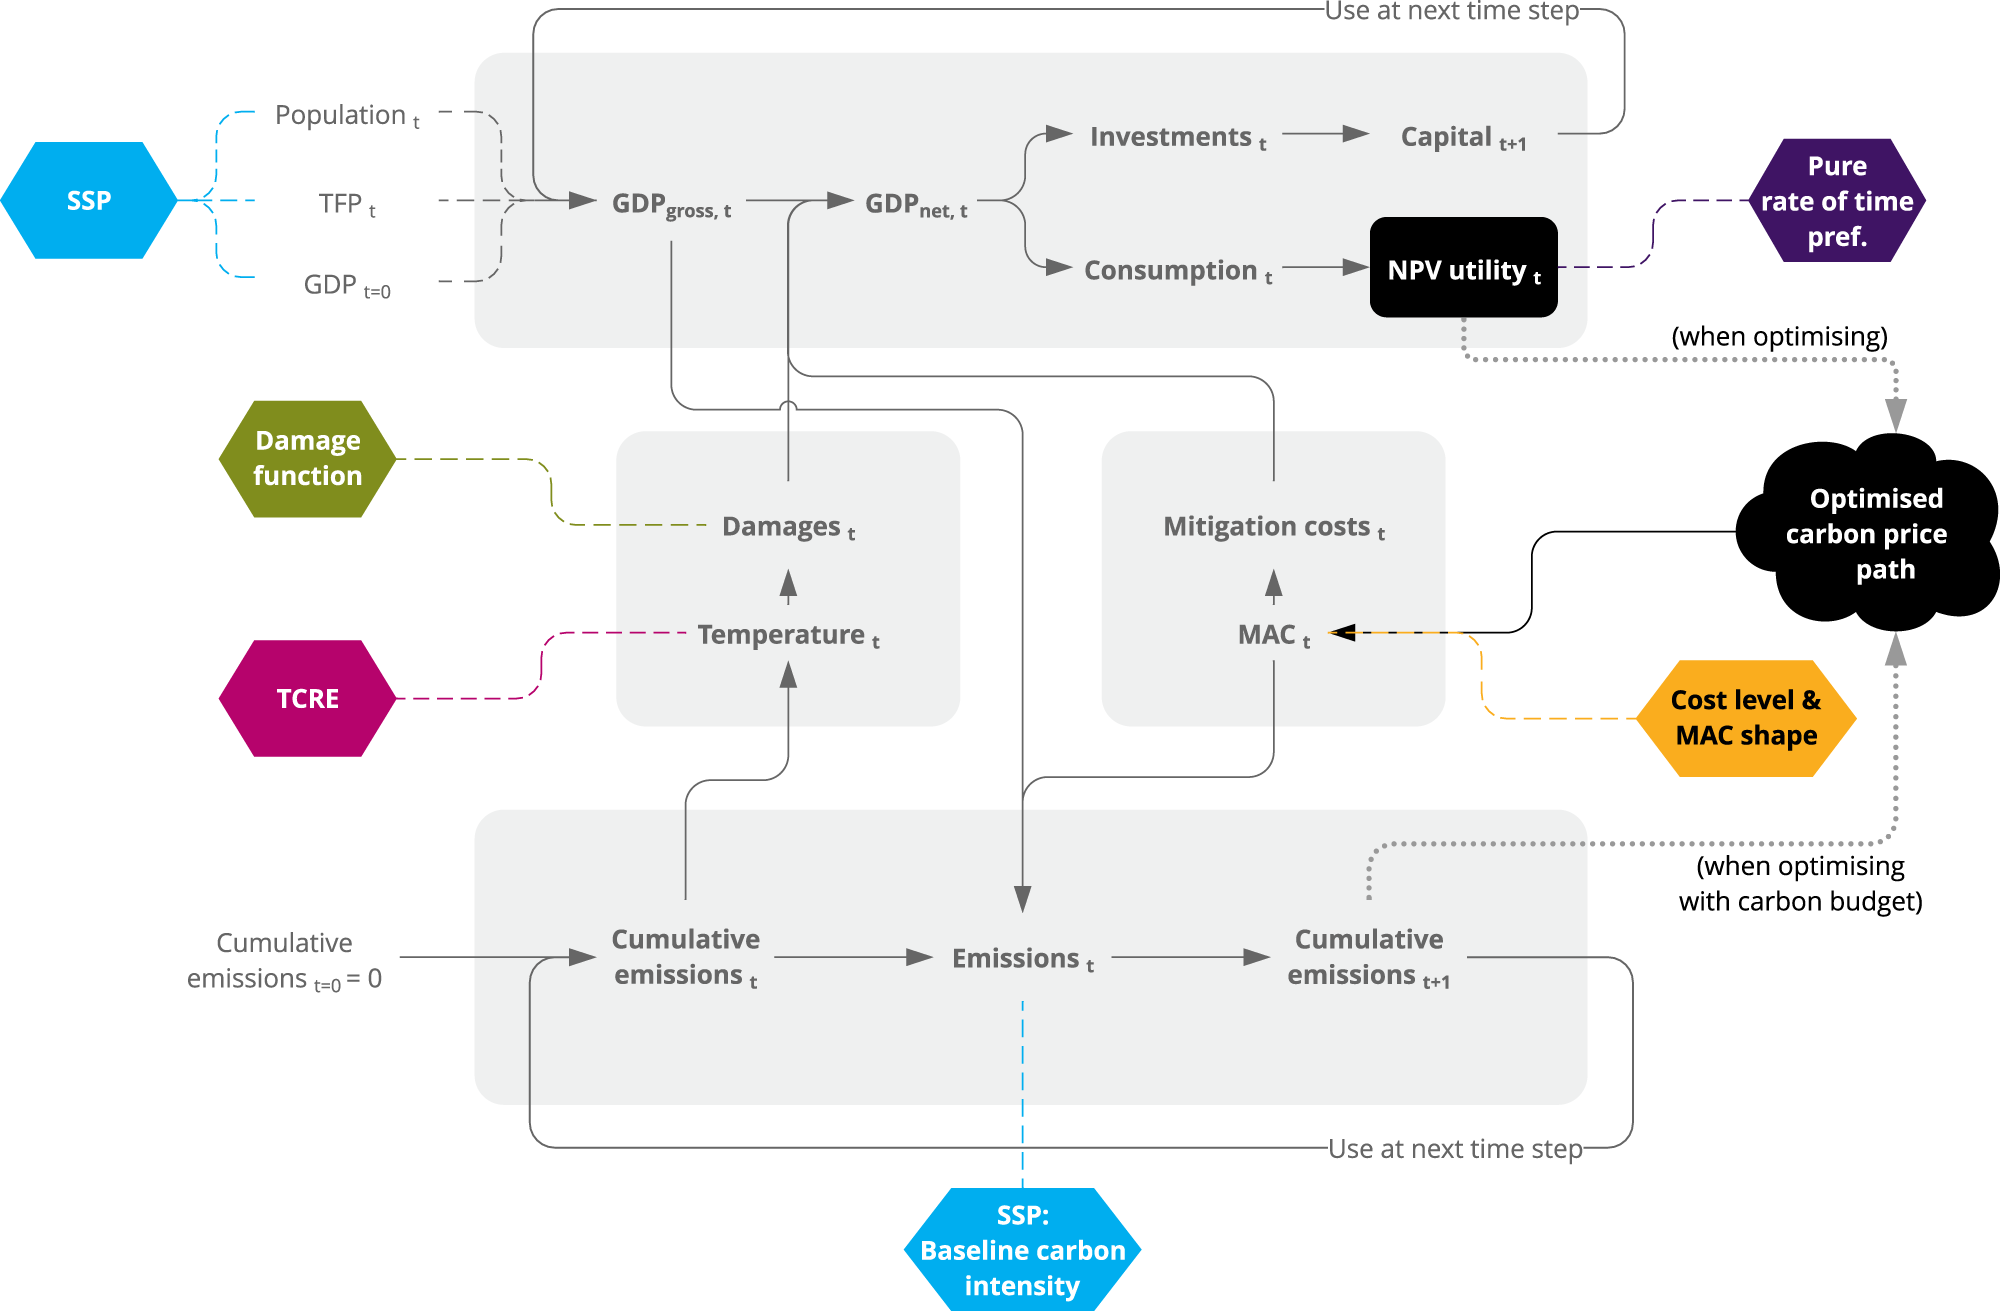 Use at next time step
Population t
SSP
TFP t
GDP t=0
GDPgross, t
GDPnet, t
Investments t
Capital t+1
Consumption t
NPV utility t
Pure
rate of time
pref.
(when optimising)
Damage
function
Damages t
Mitigation costs t
Optimised
carbon price
path
TCRE
Temperature t
MAC t
Cost level &
MAC shape
(when optimising
with carbon budget)
Cumulative
emissions t=0 = 0
Cumulative
emissions t
Emissions t
Cumulative
emissions t+1
Use at next time step
SSP:
Baseline carbon
intensity